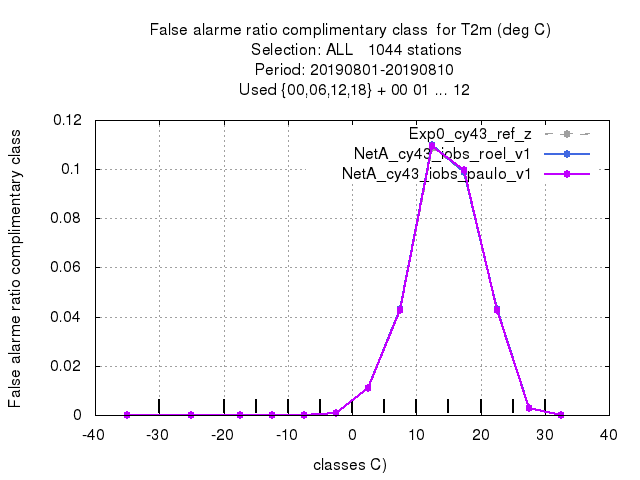 False alarme ratio complimentary class for T2m (deg C)
Selection: ALL 1044 stations
Period: 20190801-20190810
Used {00,06,12,18} + 00 01 ... 12
False alarme ratio complimentary class
0.12
0.1
0.08
0.06
0.04
0.02
0
Exp0_cy43_ref_z
NetA_cy43_iobs_roel_v1
NetA_cy43_iobs_paulo_v1
-40 -30 -20 -10 0 10 20 30 40
classes C)